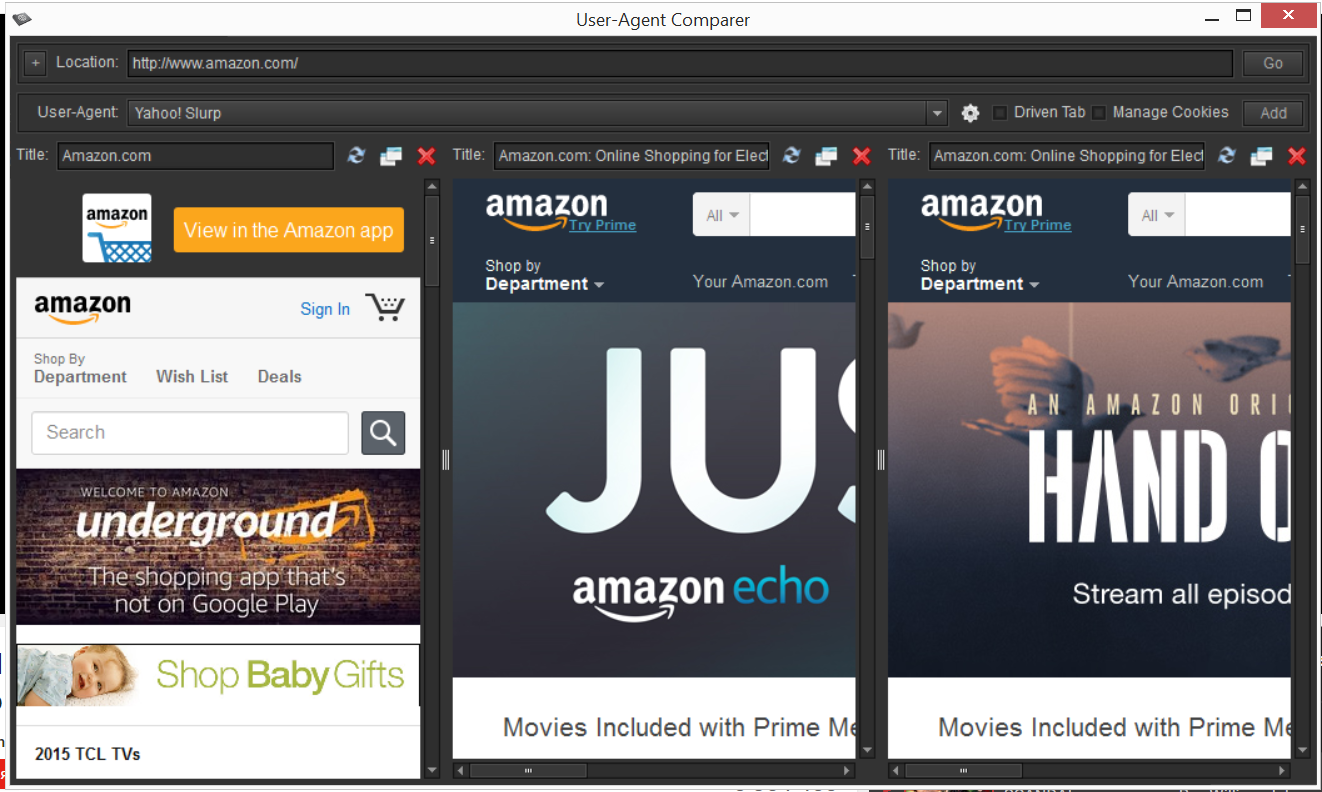 User-Agent Comparer
+ Location: http://www.amazon.com/ Go
User-Agent: Yahoo! Slurp Driven Tab Manage Cookies Add
Title: Amazon.com
amazon
View in the Amazon app
amazon
Sign In
Shop By
Department Wish List Deals
Search
WELCOME TO AMAZON
underground
The shopping app that's
not on Google Play
Shop Baby Gifts
2015 TCL TVs
Title: Amazon.com: Online Shopping for Elect
amazon
Try Prime
All
Shop by
Department
Your Amazon.com
JUS
amazon echo
Movies Included with Prime Me
Title: Amazon.com: Online Shopping for Elect
amazon
Try Prime
All
Shop by
Department
Your Amazon.com
AN AMAZON ORI
HAND O
Stream all episod
Movies Included with Prime Me